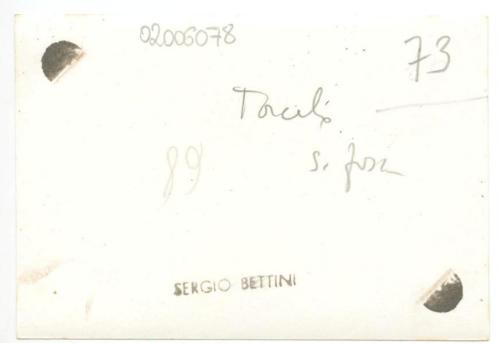 02006078
73
Torcello
S. Fosca
89
SERGIO BETTINI